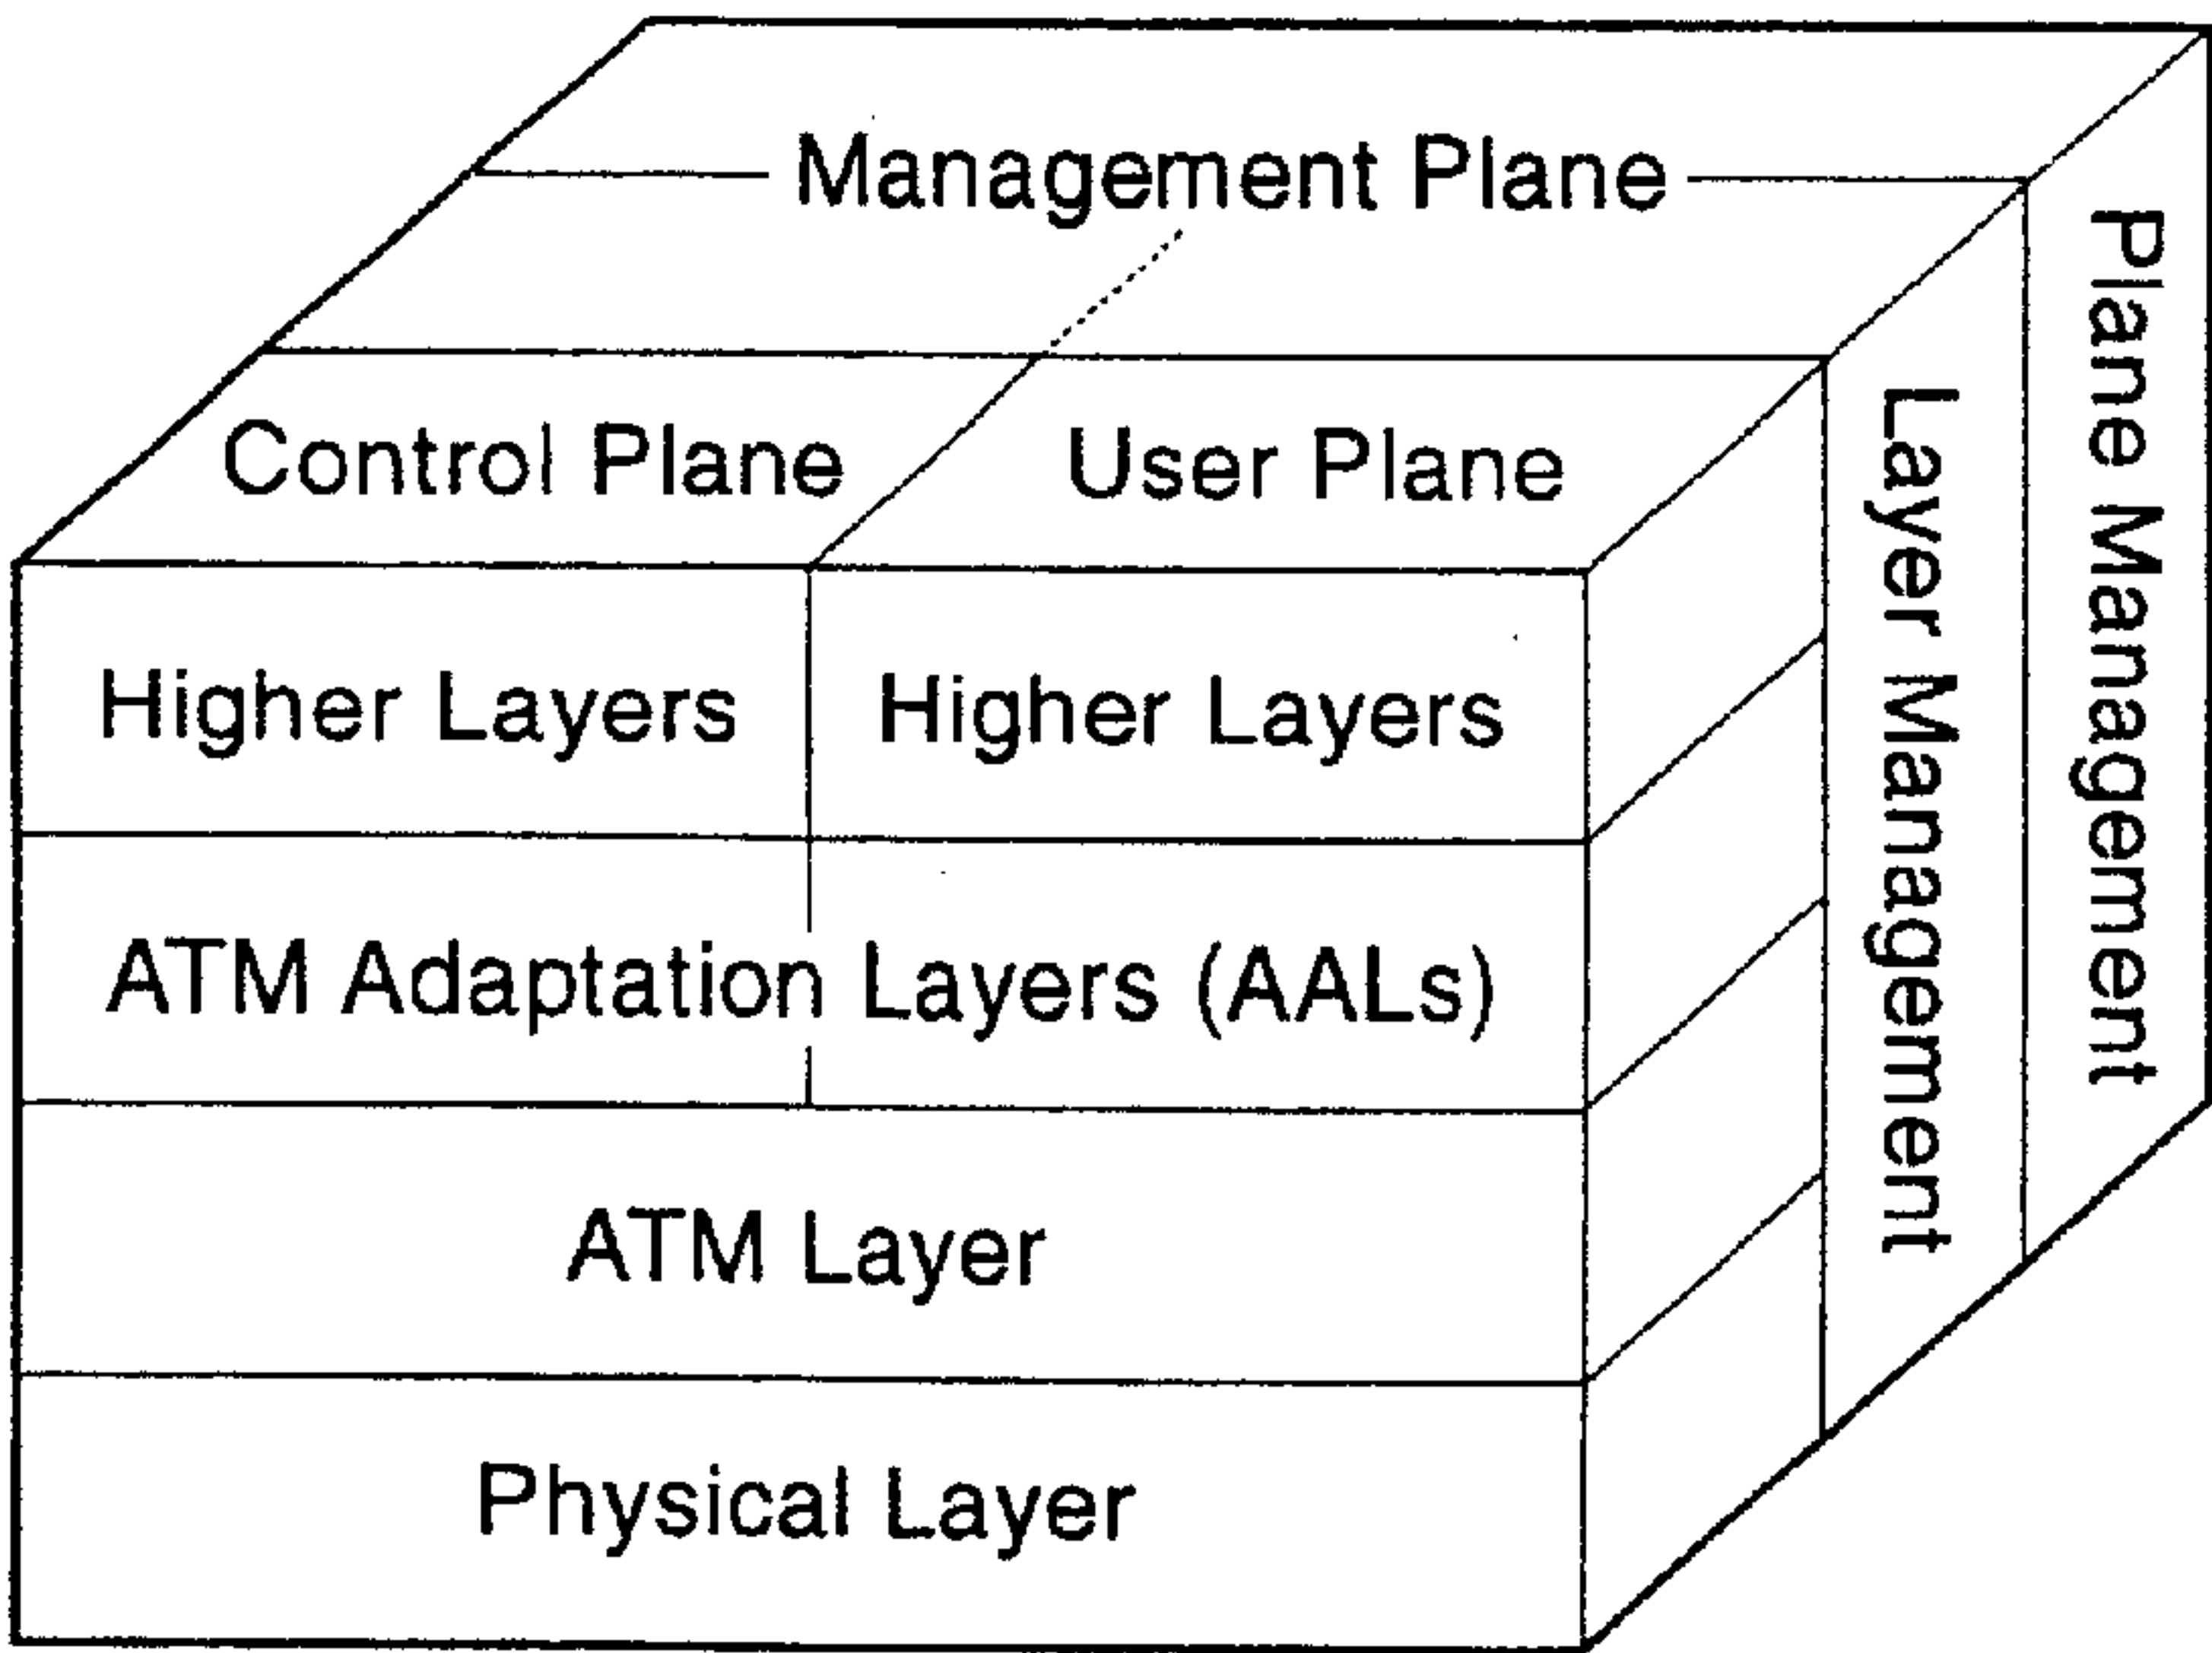 Management Plane
Control Plane
User Plane
Higher Layers
Higher Layers
ATM Adaptation Layers (AALs)
ATM Layer
Physical Layer
Layer Management
Plane Management